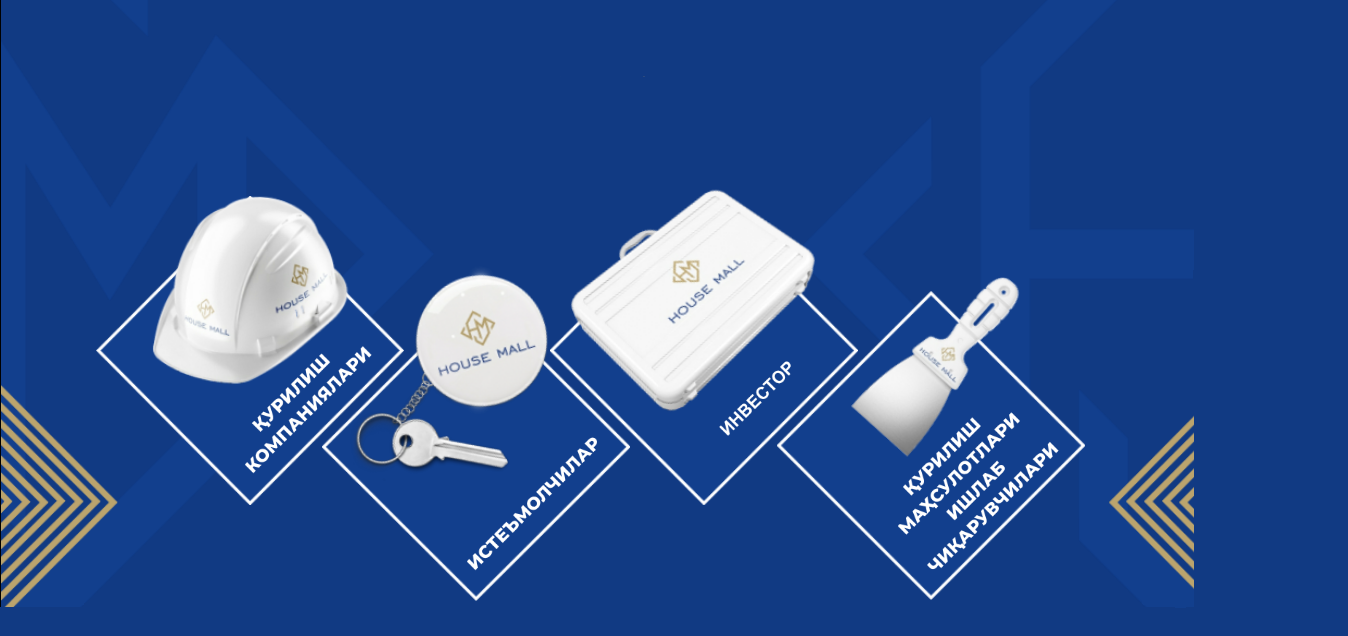 HOUSE MALL
HOUSE MALL
ҚУРИЛИШ
КОМПАНИЯЛАРИ
HOUSE MALL
ИСТЕЪМОЛЧИЛАР
HOUSE MALL
ИНВЕСТОР
HOUSE MALL
ҚУРИЛИШ
МАҲСУЛОТЛАРИ
ИШЛАБ
ЧИҚАРУВЧИЛАРИ